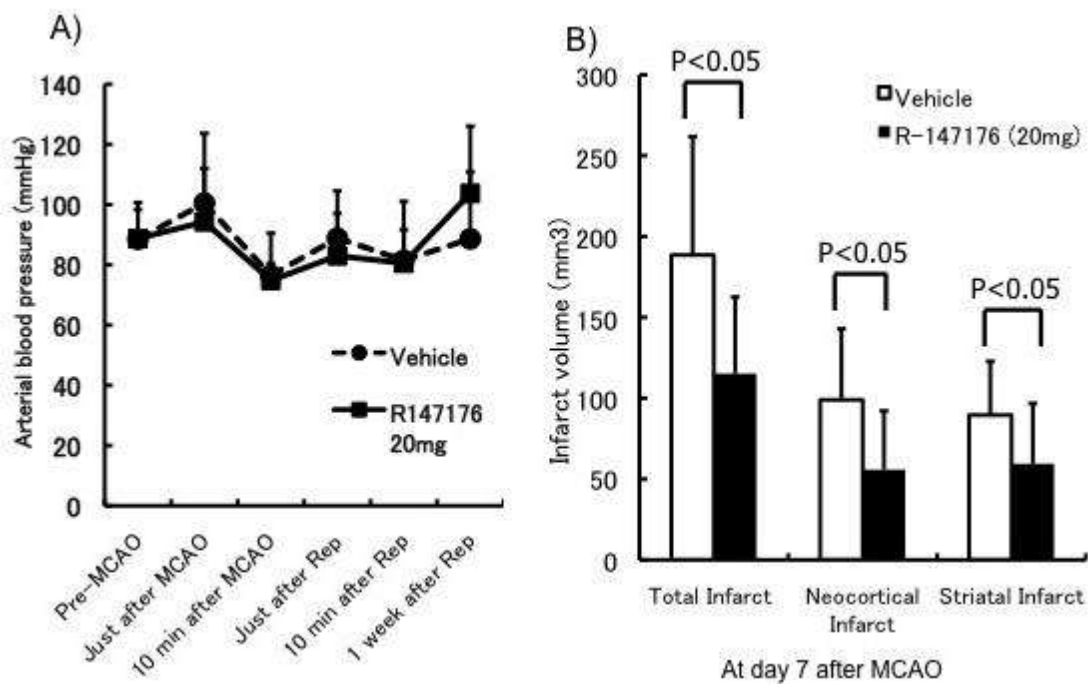 A)
Arterial blood pressure (mmHg)
140
120
100
80
60
40
20
0
Vehicle
R147176
20mg
Pre-MCAO
Just after MCAO
10 min after MCAO
Just after Rep
10 min after Rep
1 week after Rep
B)
Infarct volume (mm3)
300
250
200
150
100
50
0
P<0.05
P<0.05
P<0.05
Vehicle
R-147176 (20mg)
Total Infarct
Neocortical
Infarct
Striatal Infarct
At day 7 after MCAO